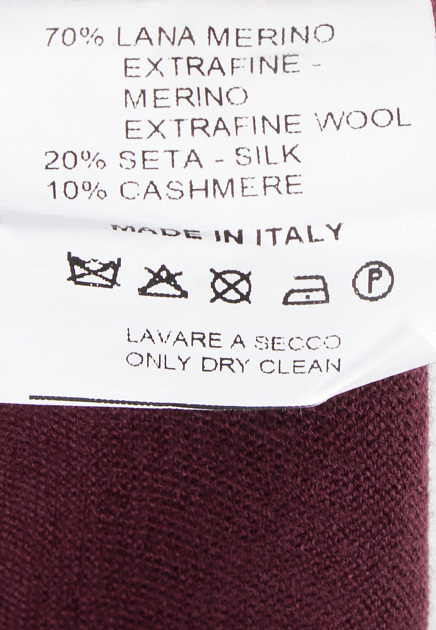 70% LANA MERINO
EXTRAFINE -
MERINO
EXTRAFINE WOOL
20% SETA - SILK
10% CASHMERE
MADE IN ITALY
P
LAVARE A SECCO
ONLY DRY CLEAN